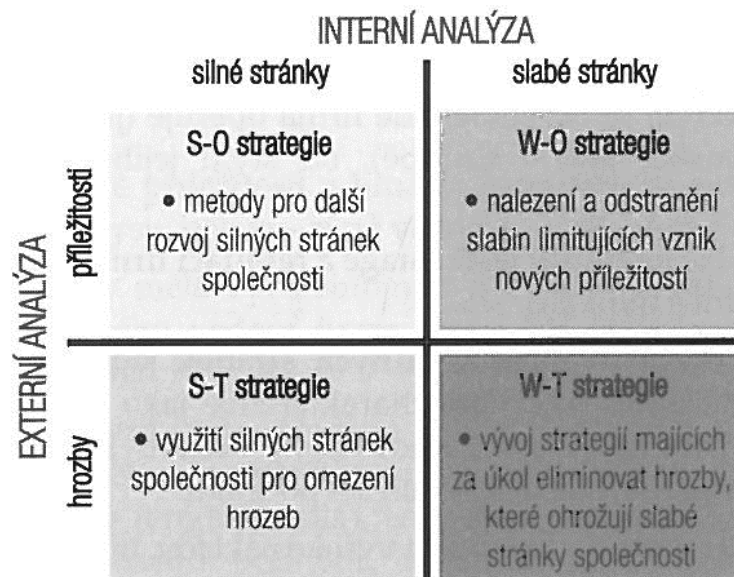 INTERNÍ ANALÝZA
silné stránky
slabé stránky
EXTERNÍ ANALÝZA
příležitosti
S-O strategie
• metody pro další
rozvoj silných stránek
společnosti
W-O strategie
• nalezení a odstranění
slabin limitujících vznik
nových příležitostí
hrozby
S-T strategie
• využití silných stránek
společnosti pro omezení
hrozeb
W-T strategie
• vývoj strategií majících
za úkol eliminovat hrozby,
které ohrožují slabé
stránky společnosti